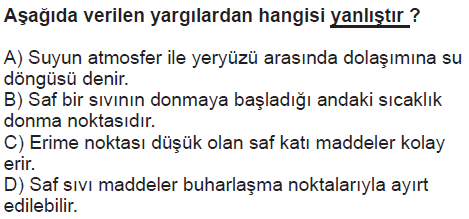 Aşağıda verilen yargılardan hangisi yanlıştır ?
A) Suyun atmosfer ile yeryüzü arasında dolaşımına su
döngüsü denir.
B) Saf bir sıvının donmaya başladığı andaki sıcaklık
donma noktasıdır.
C) Erime noktası düşük olan saf katı maddeler kolay
erir.
D) Saf sıvı maddeler buharlaşma noktalarıyla ayırt
edilebilir.